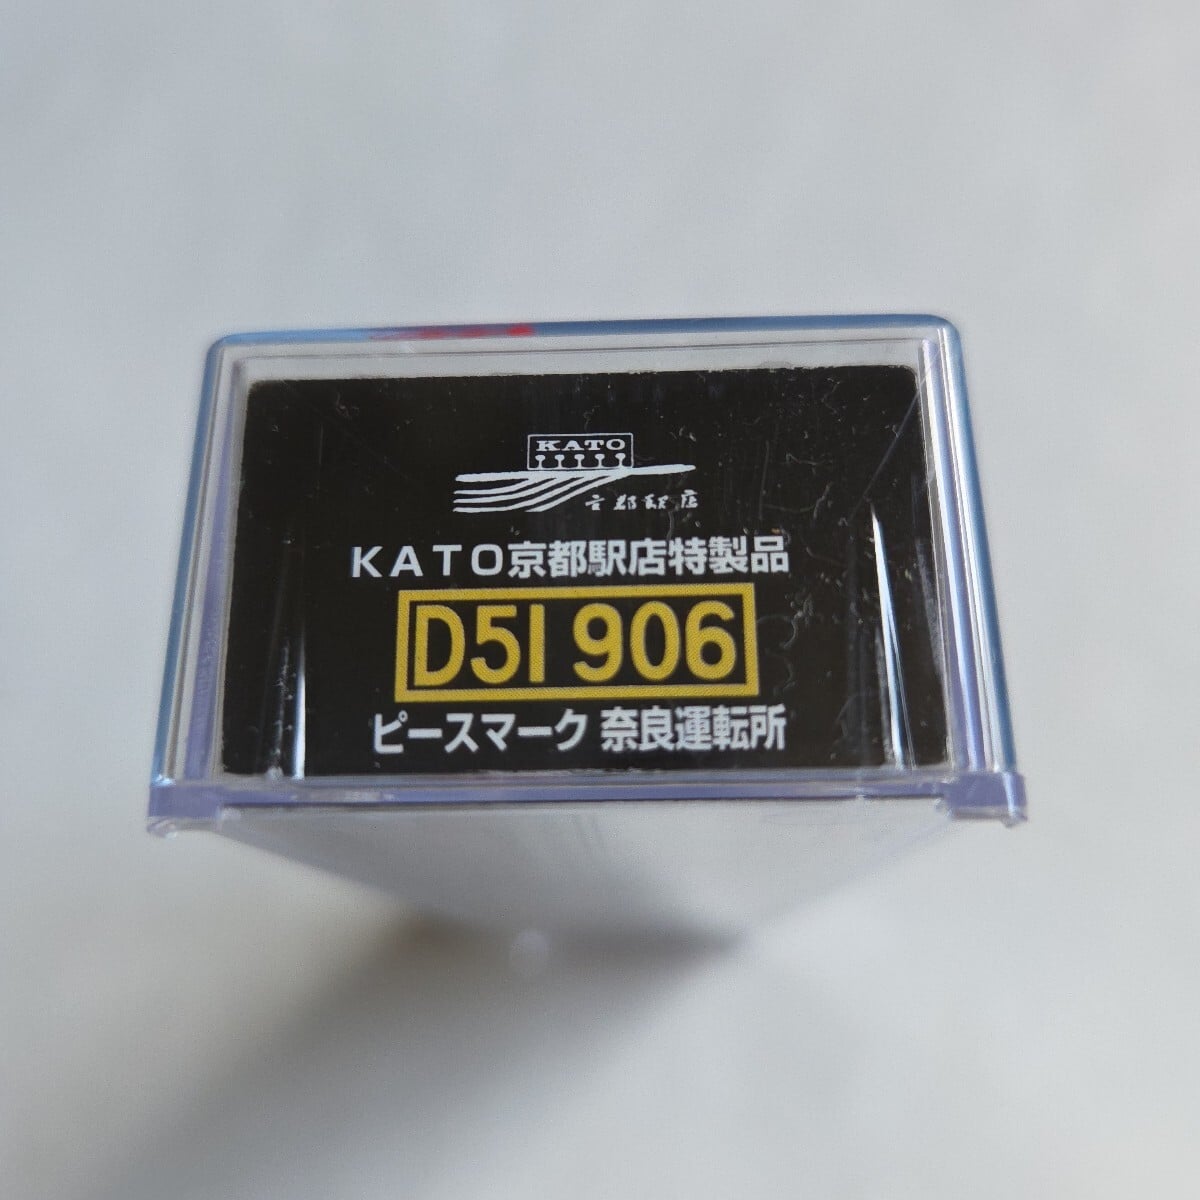 KATO
京都駅店
KATO京都駅店特製品
D51 906
ピースマーク 奈良運転所